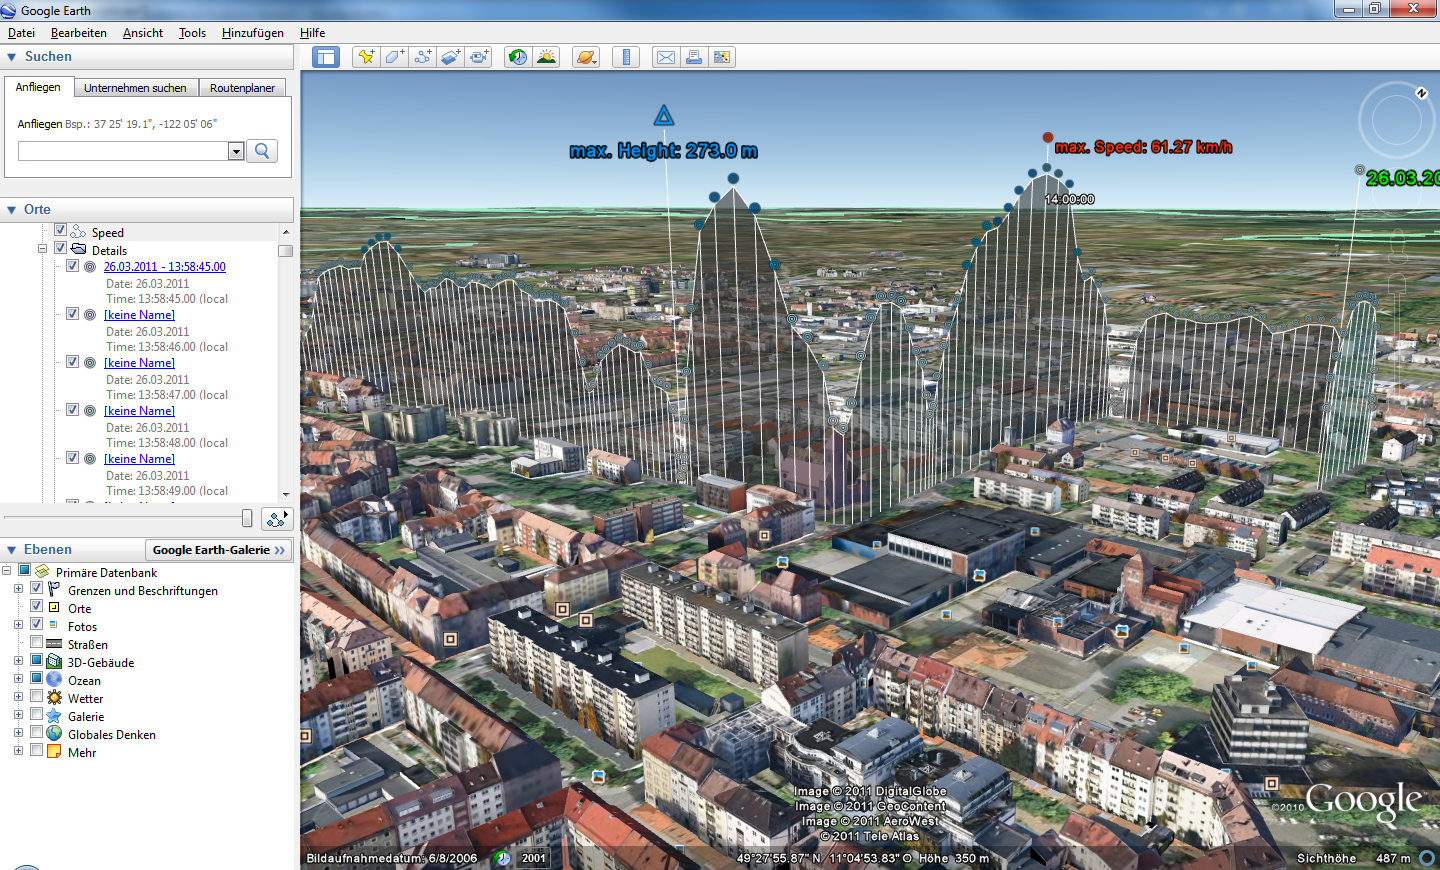 Google Earth
Datei Bearbeiten Ansicht Tools Hinzufügen Hilfe
Suchen
Anfliegen Unternehmen suchen Routenplaner
Anfliegen Bsp.: 37 25' 19.1", -122 05' 06"
Orte
Speed
Details
26.03.2011 - 13:58:45.00
Date: 26.03.2011
Time: 13:58:45.00 (local
[keine Name]
Date: 26.03.2011
Time: 13:58:46.00 (local
[keine Name]
Date: 26.03.2011
Time: 13:58:47.00 (local
[keine Name]
Date: 26.03.2011
Time: 13:58:48.00 (local
[keine Name]
Date: 26.03.2011
Time: 13:58:49.00 (local
Ebenen
Google Earth-Galerie »
Primäre Datenbank
Grenzen und Beschriftungen
Orte
Fotos
Straßen
3D-Gebäude
Ozean
Wetter
Galerie
Globales Denken
Mehr
max. Height: 273.0 m
max. Speed: 61.27 km/h
14:00:00
26.03.20
N
Image © 2011 DigitalGlobe
Image © 2011 GeoContent
Image © 2011 AeroWest
© 2011 Tele Atlas
©2010 Google
Bildaufnahmedatum: 6/8/2006 2001 49°27'55.87" N 11°04'53.83" O Höhe 350 m Sichthöhe 487 m